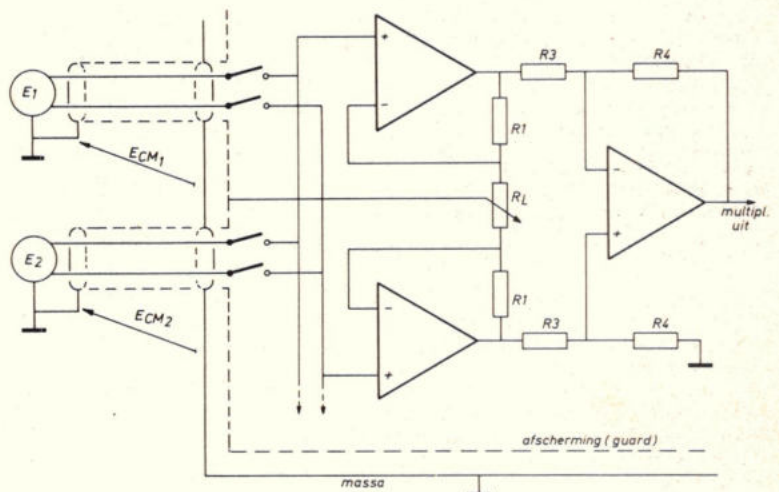 E1
ECM1
E2
ECM2
+
-
R1
RL
R1
-
+
R3
R4
-
+
multipl.
uit
R3
R4
afscherming (guard)
massa